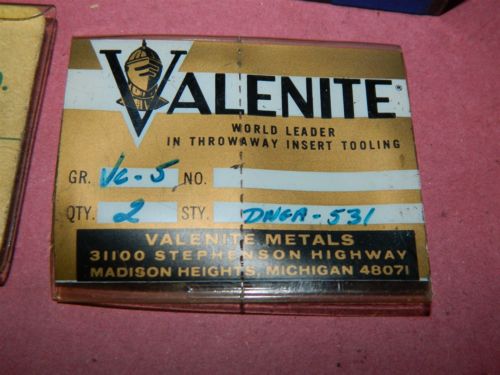 VALENITE®
WORLD LEADER
IN THROWAWAY INSERT TOOLING
GR. VC-5 NO.
QTY. 2 STY. DNGA-531
VALENITE METALS
31100 STEPHENSON HIGHWAY
MADISON HEIGHTS, MICHIGAN 48071